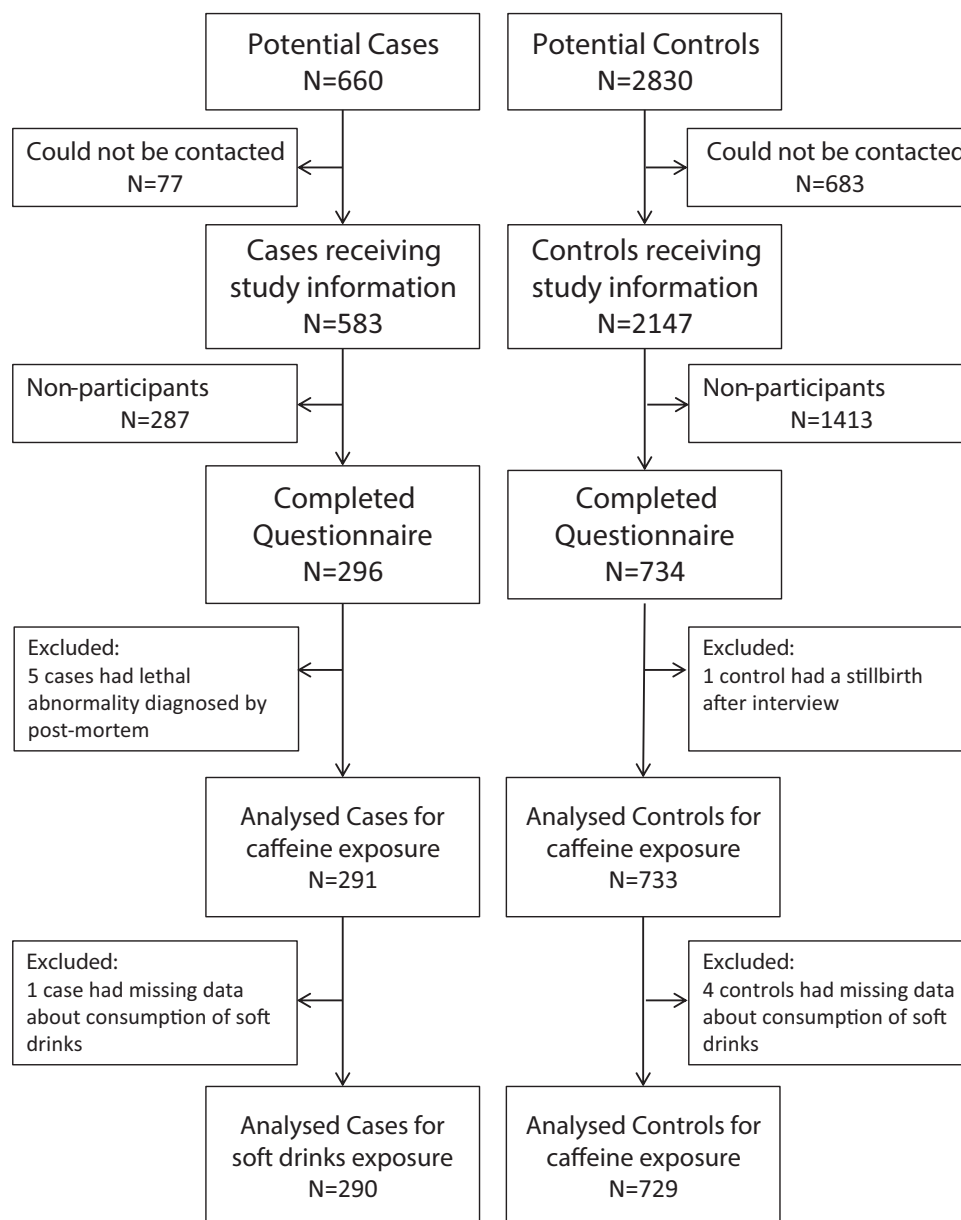 Potential Cases
N=660
Potential Controls
N=2830
Could not be contacted
N=77
Could not be contacted
N=683
Cases receiving
study information
N=583
Controls receiving
study information
N=2147
Non-participants
N=287
Non-participants
N=1413
Completed
Questionnaire
N=296
Completed
Questionnaire
N=734
Excluded:
5 cases had lethal
abnormality diagnosed by
post-mortem
Excluded:
1 control had a stillbirth
after interview
Analysed Cases for
caffeine exposure
N=291
Analysed Controls for
caffeine exposure
N=733
Excluded:
1 case had missing data
about consumption of soft
drinks
Excluded:
4 controls had missing data
about consumption of soft
drinks
Analysed Cases for
soft drinks exposure
N=290
Analysed Controls for
caffeine exposure
N=729